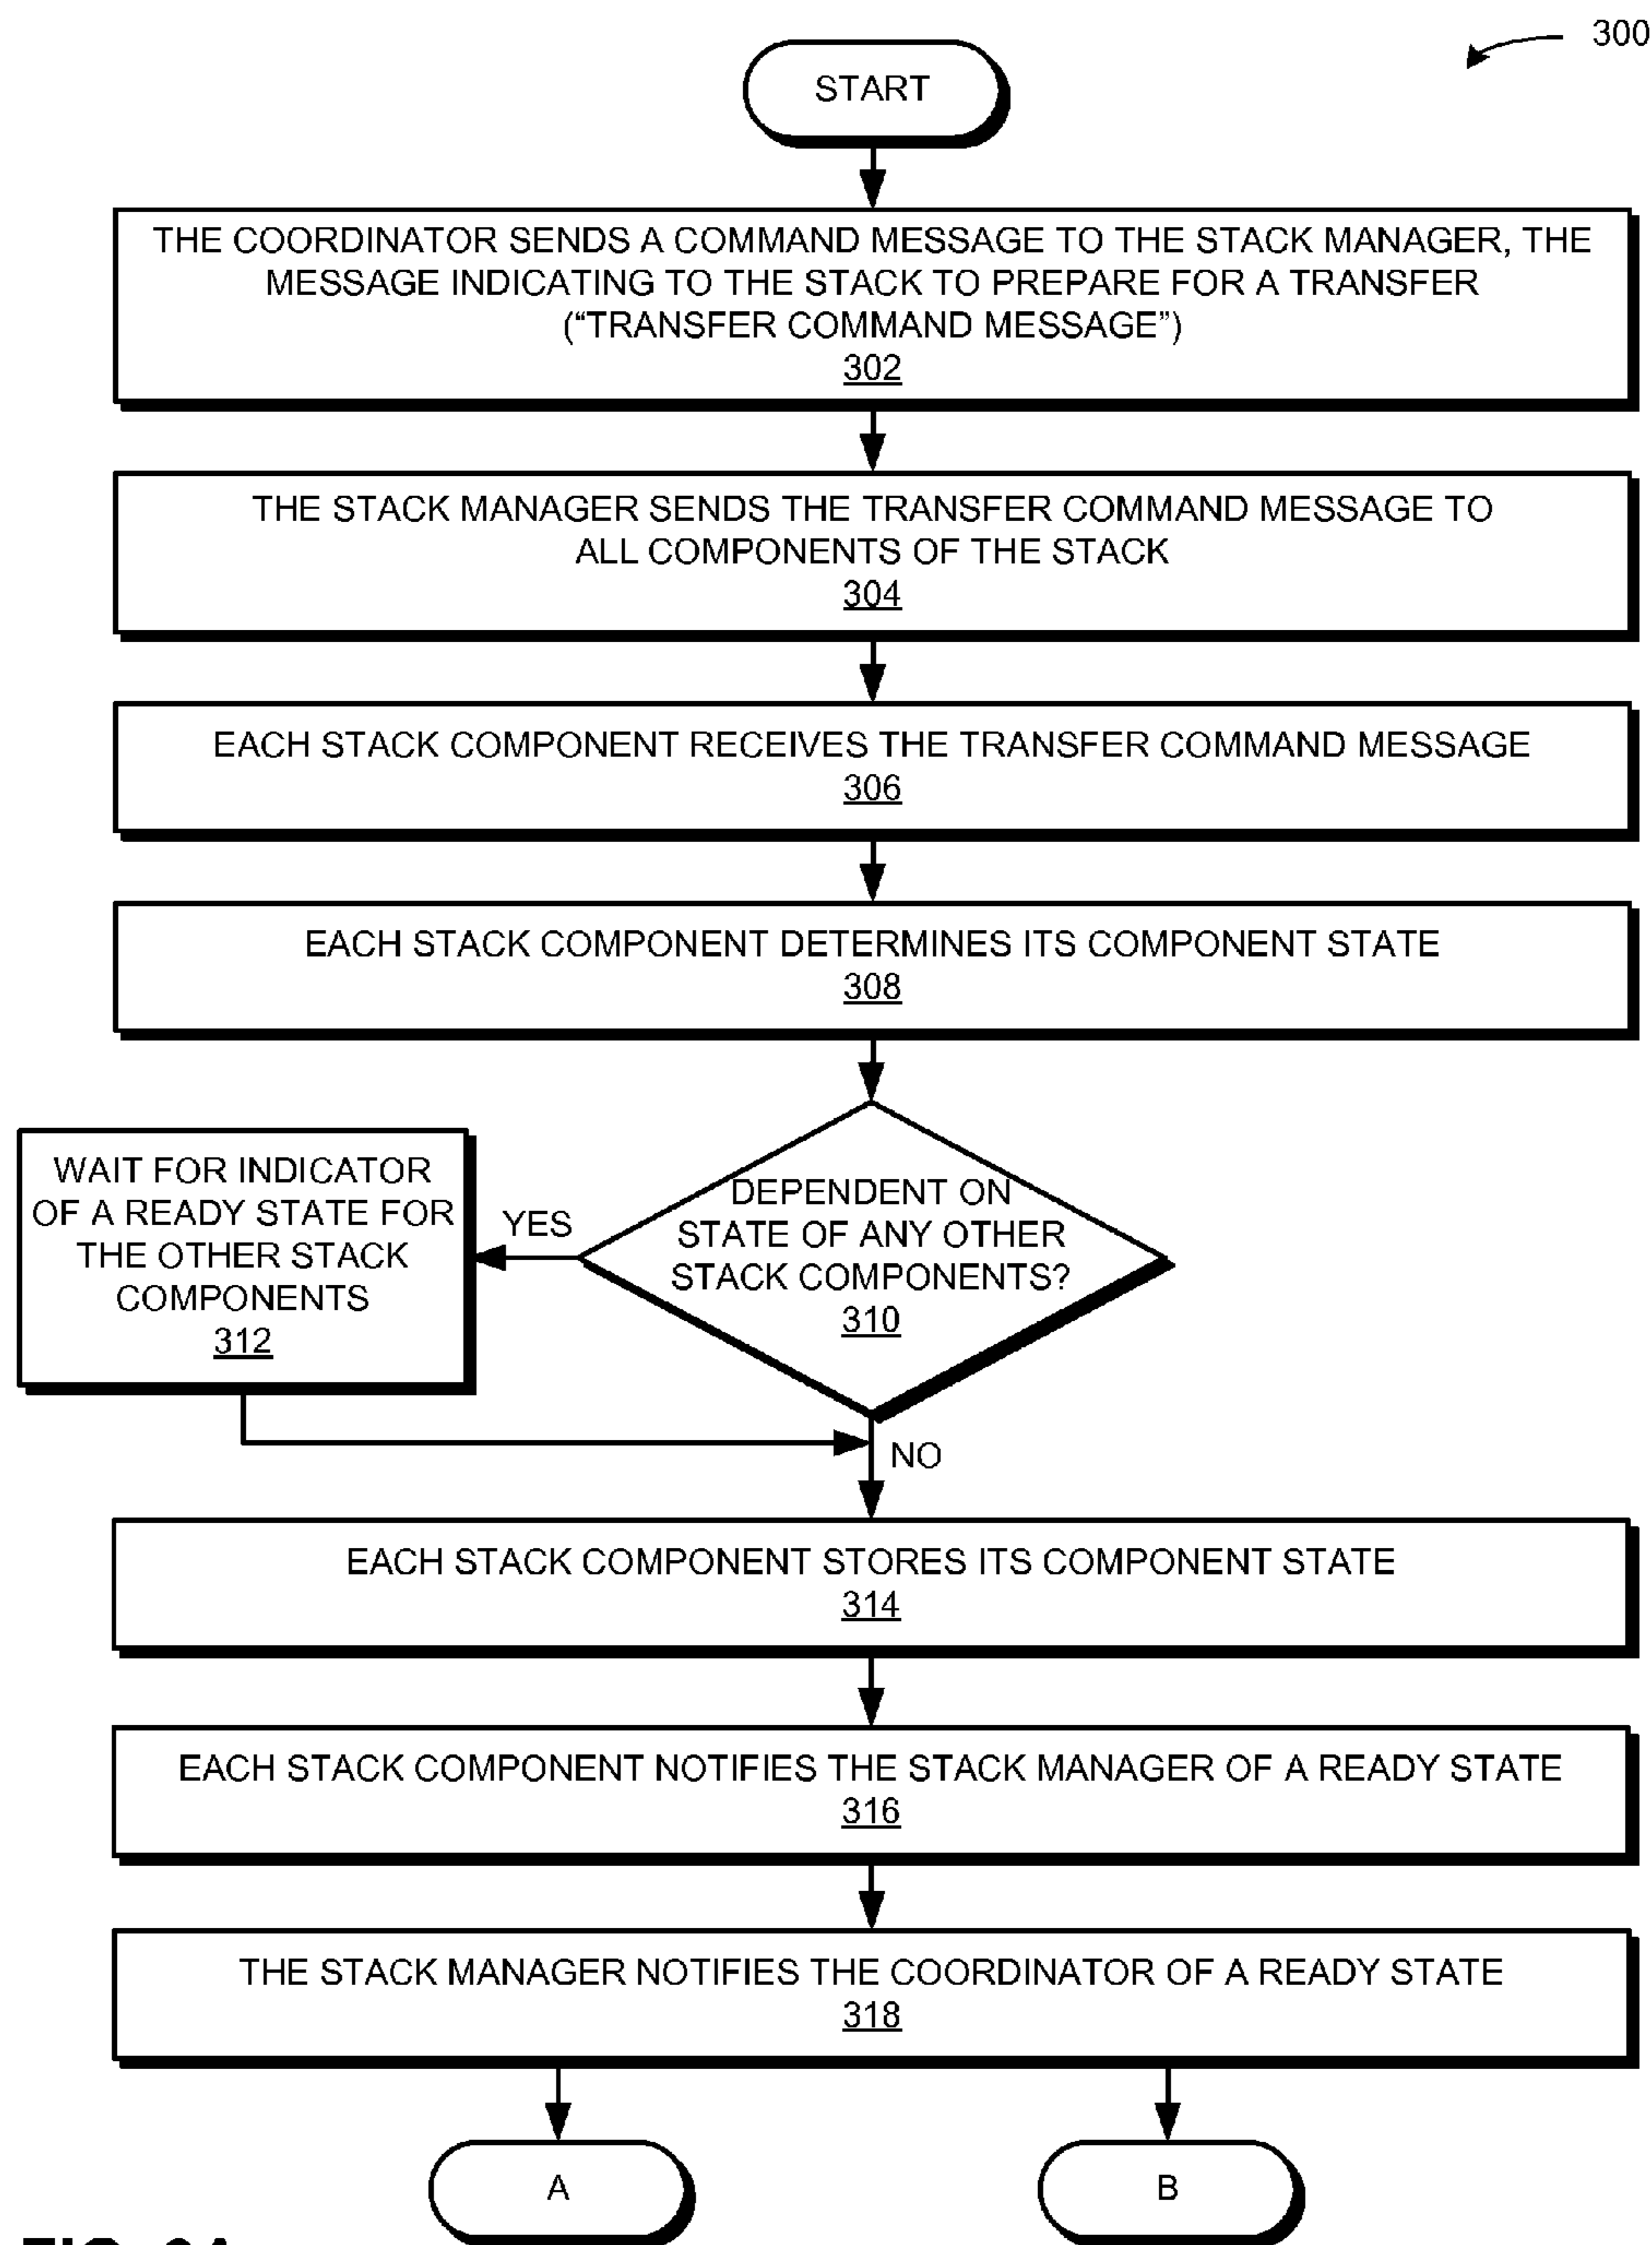 300
START
THE COORDINATOR SENDS A COMMAND MESSAGE TO THE STACK MANAGER, THE
MESSAGE INDICATING TO THE STACK TO PREPARE FOR A TRANSFER
(“TRANSFER COMMAND MESSAGE”)
302
THE STACK MANAGER SENDS THE TRANSFER COMMAND MESSAGE TO
ALL COMPONENTS OF THE STACK
304
EACH STACK COMPONENT RECEIVES THE TRANSFER COMMAND MESSAGE
306
EACH STACK COMPONENT DETERMINES ITS COMPONENT STATE
308
DEPENDENT ON
STATE OF ANY OTHER
STACK COMPONENTS?
310
YES
WAIT FOR INDICATOR
OF A READY STATE FOR
THE OTHER STACK
COMPONENTS
312
NO
EACH STACK COMPONENT STORES ITS COMPONENT STATE
314
EACH STACK COMPONENT NOTIFIES THE STACK MANAGER OF A READY STATE
316
THE STACK MANAGER NOTIFIES THE COORDINATOR OF A READY STATE
318
A
B